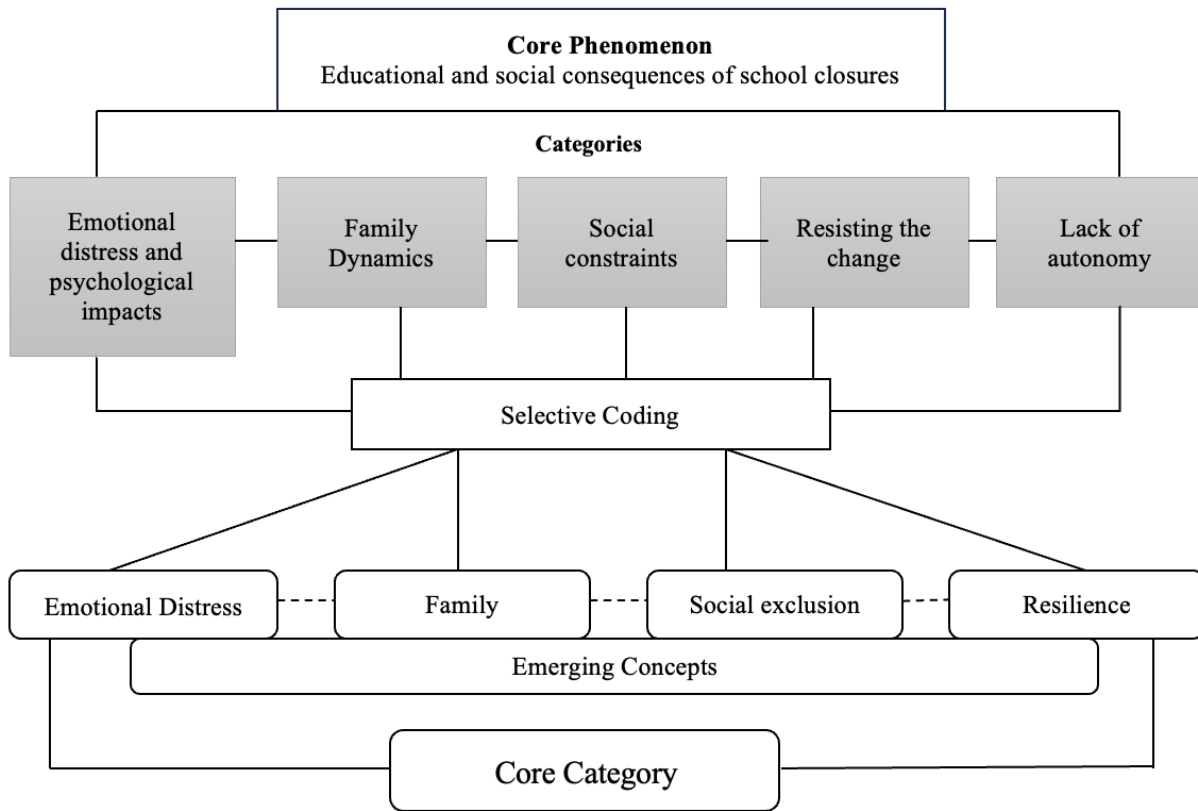 Core Phenomenon
Educational and social consequences of school closures
Categories
Emotional
distress and
psychological
impacts
Family
Dynamics
Social
constraints
Resisting the
change
Lack of
autonomy
Selective Coding
Emotional Distress
Family
Social exclusion
Resilience
Emerging Concepts
Core Category